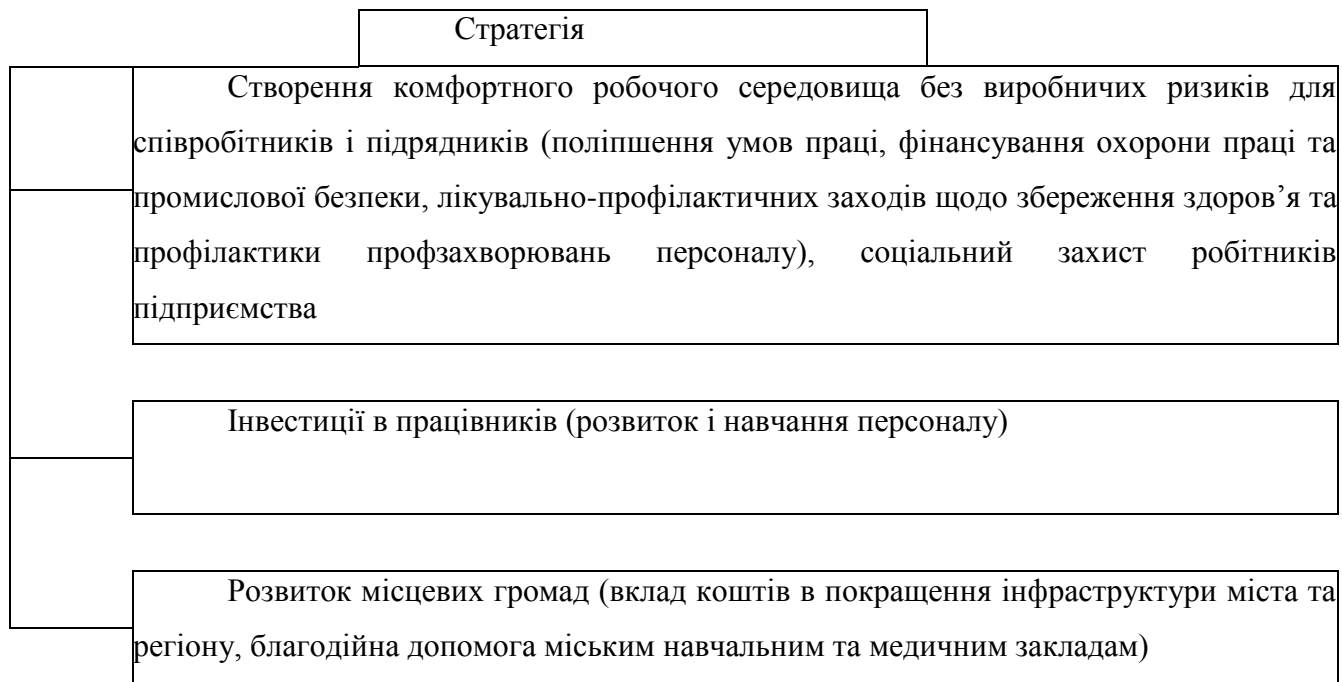 Стратегія
Створення комфортного робочого середовища без виробничих ризиків для
співробітників і підрядників (поліпшення умов праці, фінансування охорони праці та
промислової безпеки, лікувально-профілактичних заходів щодо збереження здоров’я та
профілактики профзахворювань персоналу), соціальний захист робітників
підприємства
Інвестиції в працівників (розвиток і навчання персоналу)
Розвиток місцевих громад (вклад коштів в покращення інфраструктури міста та
регіону, благодійна допомога міським навчальним та медичним закладам)